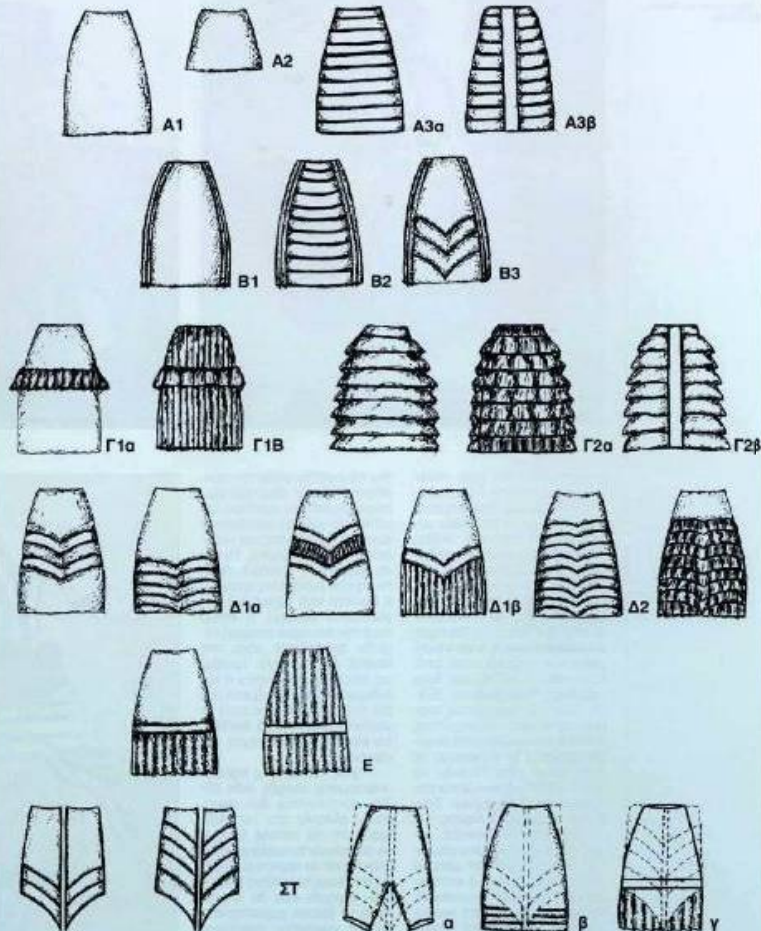 A1 A2 A3α A3β
B1 B2 B3
Γ1α Γ1Β Γ2α Γ2β
Δ1α Δ1β Δ2
E
ΣΤ α β γ